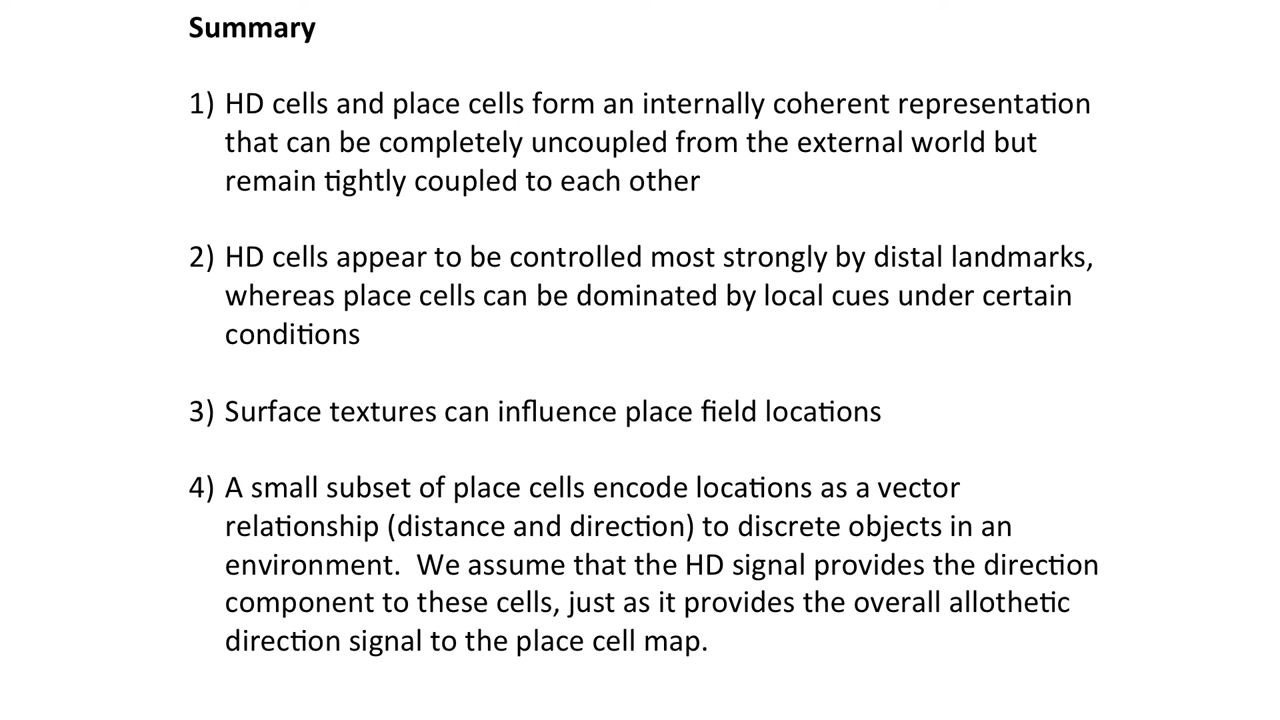 Summary
1) HD cells and place cells form an internally coherent representation
that can be completely uncoupled from the external world but
remain tightly coupled to each other
2) HD cells appear to be controlled most strongly by distal landmarks,
whereas place cells can be dominated by local cues under certain
conditions
3) Surface textures can influence place field locations
4) A small subset of place cells encode locations as a vector
relationship (distance and direction) to discrete objects in an
environment.  We assume that the HD signal provides the direction
component to these cells, just as it provides the overall allothetic
direction signal to the place cell map.